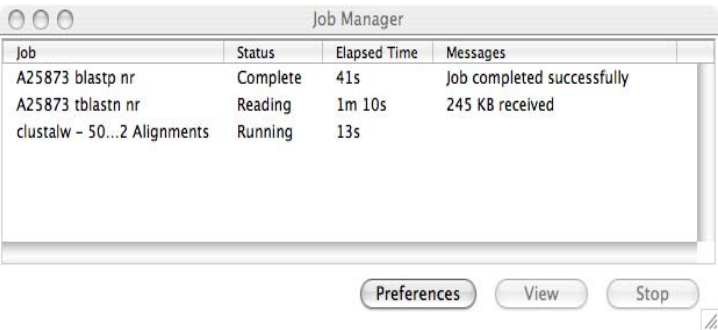 Job Manager
Job Status Elapsed Time Messages
A25873 blastp nr Complete 41s Job completed successfully
A25873 tblastn nr Reading 1m 10s 245 KB received
clustalw – 50...2 Alignments Running 13s
Preferences View Stop